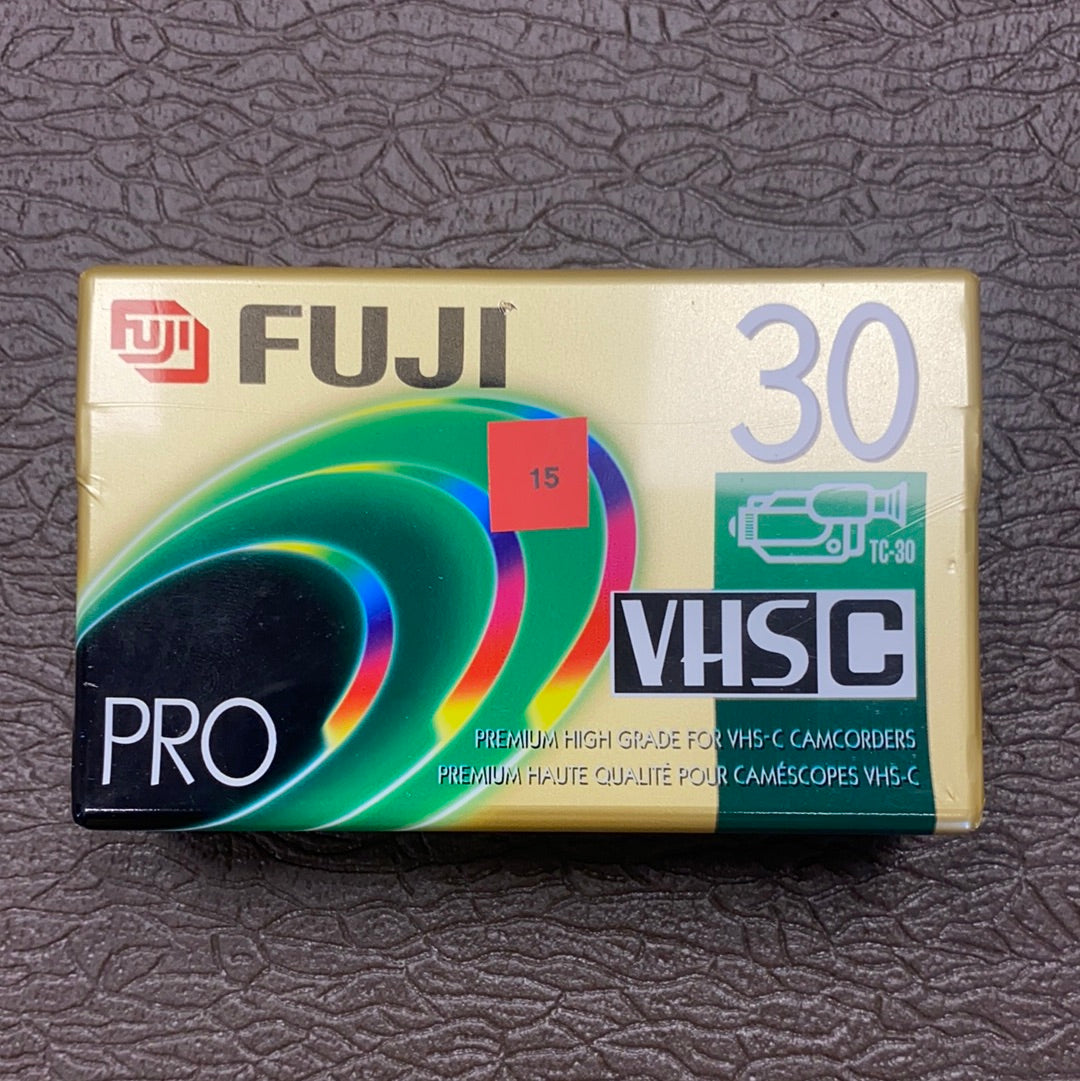 FUJI FUJI
30
15
TC-30
VHS C
PRO
PREMIUM HIGH GRADE FOR VHS-C CAMCORDERS
PREMIUM HAUTE QUALITÉ POUR CAMÉSCOPES VHS-C